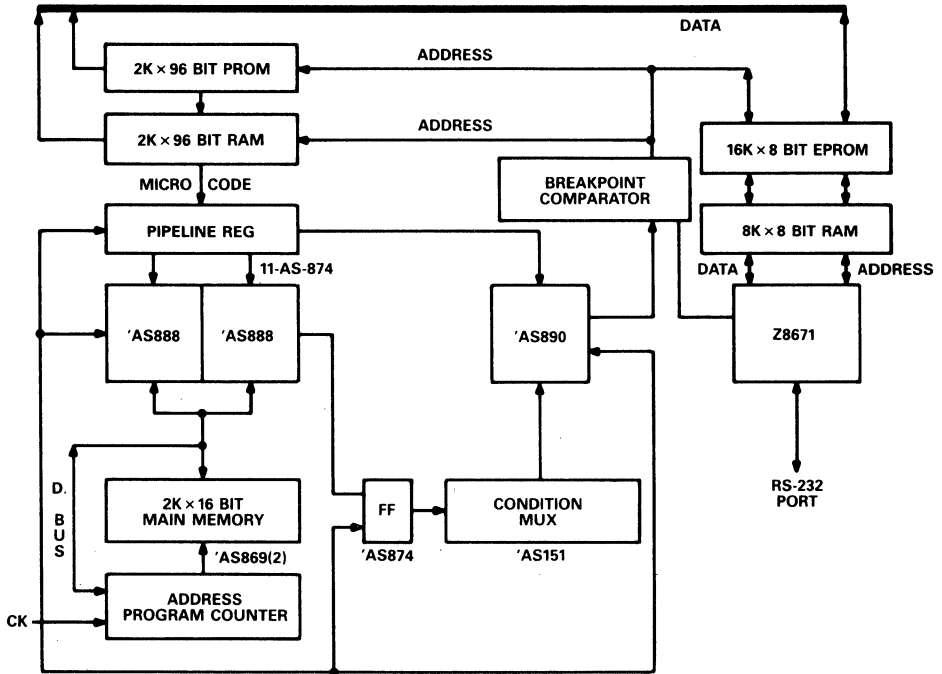 DATA
2K × 96 BIT PROM
ADDRESS
2K × 96 BIT RAM
ADDRESS
16K × 8 BIT EPROM
MICRO CODE
BREAKPOINT
COMPARATOR
PIPELINE REG
8K × 8 BIT RAM
11-AS-874
DATA
ADDRESS
'AS888
'AS888
'AS890
Z8671
D.
BUS
2K × 16 BIT
MAIN MEMORY
FF
CONDITION
MUX
RS-232
PORT
'AS869(2)
'AS874
'AS151
ADDRESS
PROGRAM COUNTER
CK